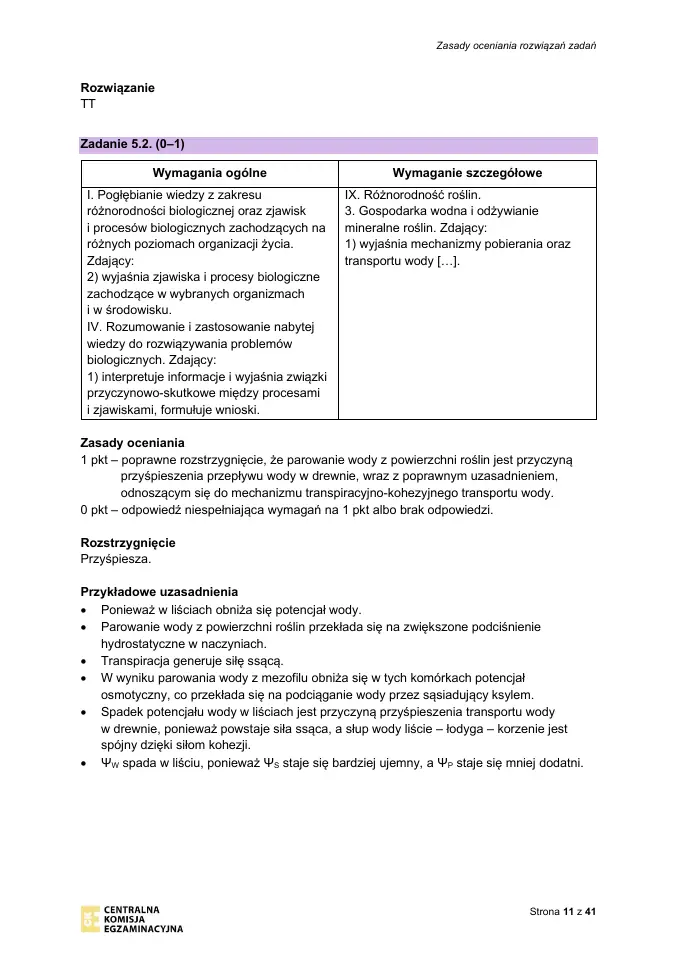 Zasady oceniania rozwiązań zadań
Rozwiązanie
TT
Zadanie 5.2. (0–1)
Wymagania ogólne
I. Pogłębianie wiedzy z zakresu
różnorodności biologicznej oraz zjawisk
i procesów biologicznych zachodzących na
różnych poziomach organizacji życia.
Zdający:
2) wyjaśnia zjawiska i procesy biologiczne
zachodzące w wybranych organizmach
i w środowisku.
IV. Rozumowanie i zastosowanie nabytej
wiedzy do rozwiązywania problemów
biologicznych. Zdający:
1) interpretuje informacje i wyjaśnia związki
przyczynowo-skutkowe między procesami
i zjawiskami, formułuje wnioski.
Wymaganie szczegółowe
IX. Różnorodność roślin.
3. Gospodarka wodna i odżywianie
mineralne roślin. Zdający:
1) wyjaśnia mechanizmy pobierania oraz
transportu wody […].
Zasady oceniania
1 pkt – poprawne rozstrzygnięcie, że parowanie wody z powierzchni roślin jest przyczyną
przyśpieszenia przepływu wody w drewnie, wraz z poprawnym uzasadnieniem,
odnoszącym się do mechanizmu transpiracyjno-kohezyjnego transportu wody.
0 pkt – odpowiedź niespełniająca wymagań na 1 pkt albo brak odpowiedzi.
Rozstrzygnięcie
Przyśpiesza.
Przykładowe uzasadnienia
• Ponieważ w liściach obniża się potencjał wody.
• Parowanie wody z powierzchni roślin przekłada się na zwiększone podciśnienie
hydrostatyczne w naczyniach.
• Transpiracja generuje siłę ssącą.
• W wyniku parowania wody z mezofilu obniża się w tych komórkach potencjał
osmotyczny, co przekłada się na podciąganie wody przez sąsiadujący ksylem.
• Spadek potencjału wody w liściach jest przyczyną przyśpieszenia transportu wody
w drewnie, ponieważ powstaje siła ssąca, a słup wody liście – łodyga – korzenie jest
spójny dzięki siłom kohezji.
• Ψw spada w liściu, ponieważ Ψs staje się bardziej ujemny, a Ψp staje się mniej dodatni.
CKE
CENTRALNA
KOMISJA
EGZAMINACYJNA
Strona 11 z 41